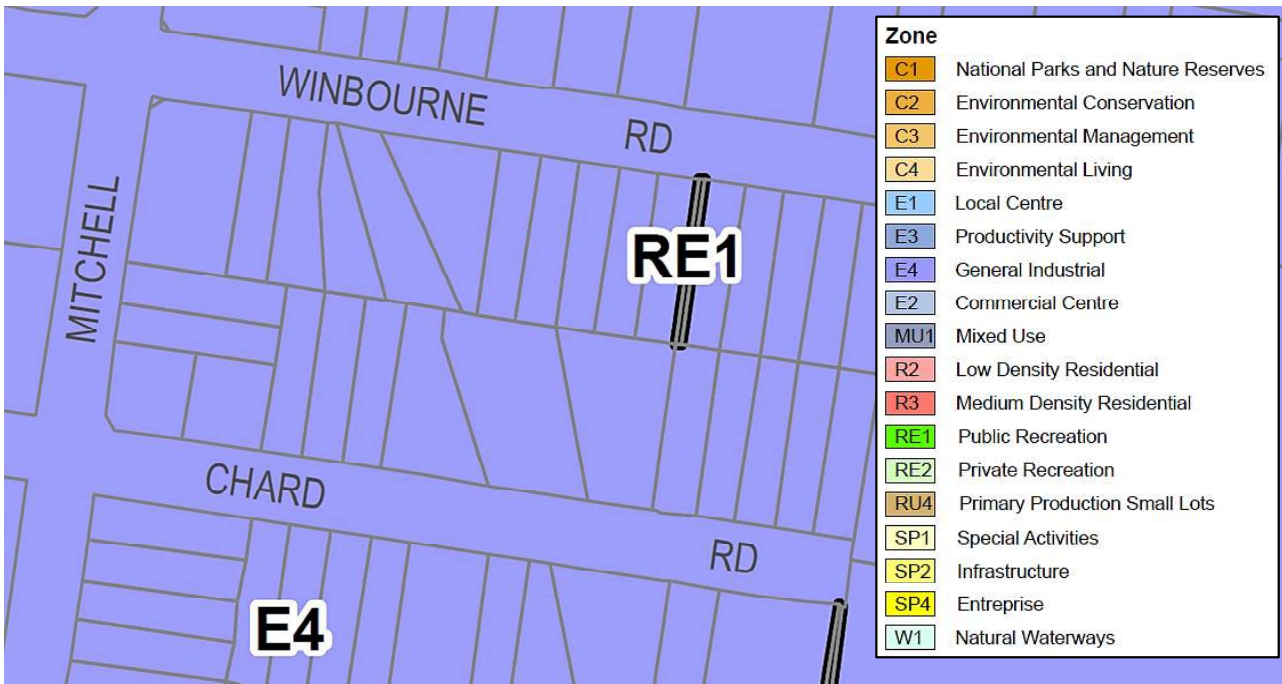 WINBOURNE RD
MITCHELL
RE1
CHARD RD
E4
Zone
C1 National Parks and Nature Reserves
C2 Environmental Conservation
C3 Environmental Management
C4 Environmental Living
E1 Local Centre
E3 Productivity Support
E4 General Industrial
E2 Commercial Centre
MU1 Mixed Use
R2 Low Density Residential
R3 Medium Density Residential
RE1 Public Recreation
RE2 Private Recreation
RU4 Primary Production Small Lots
SP1 Special Activities
SP2 Infrastructure
SP4 Entreprise
W1 Natural Waterways